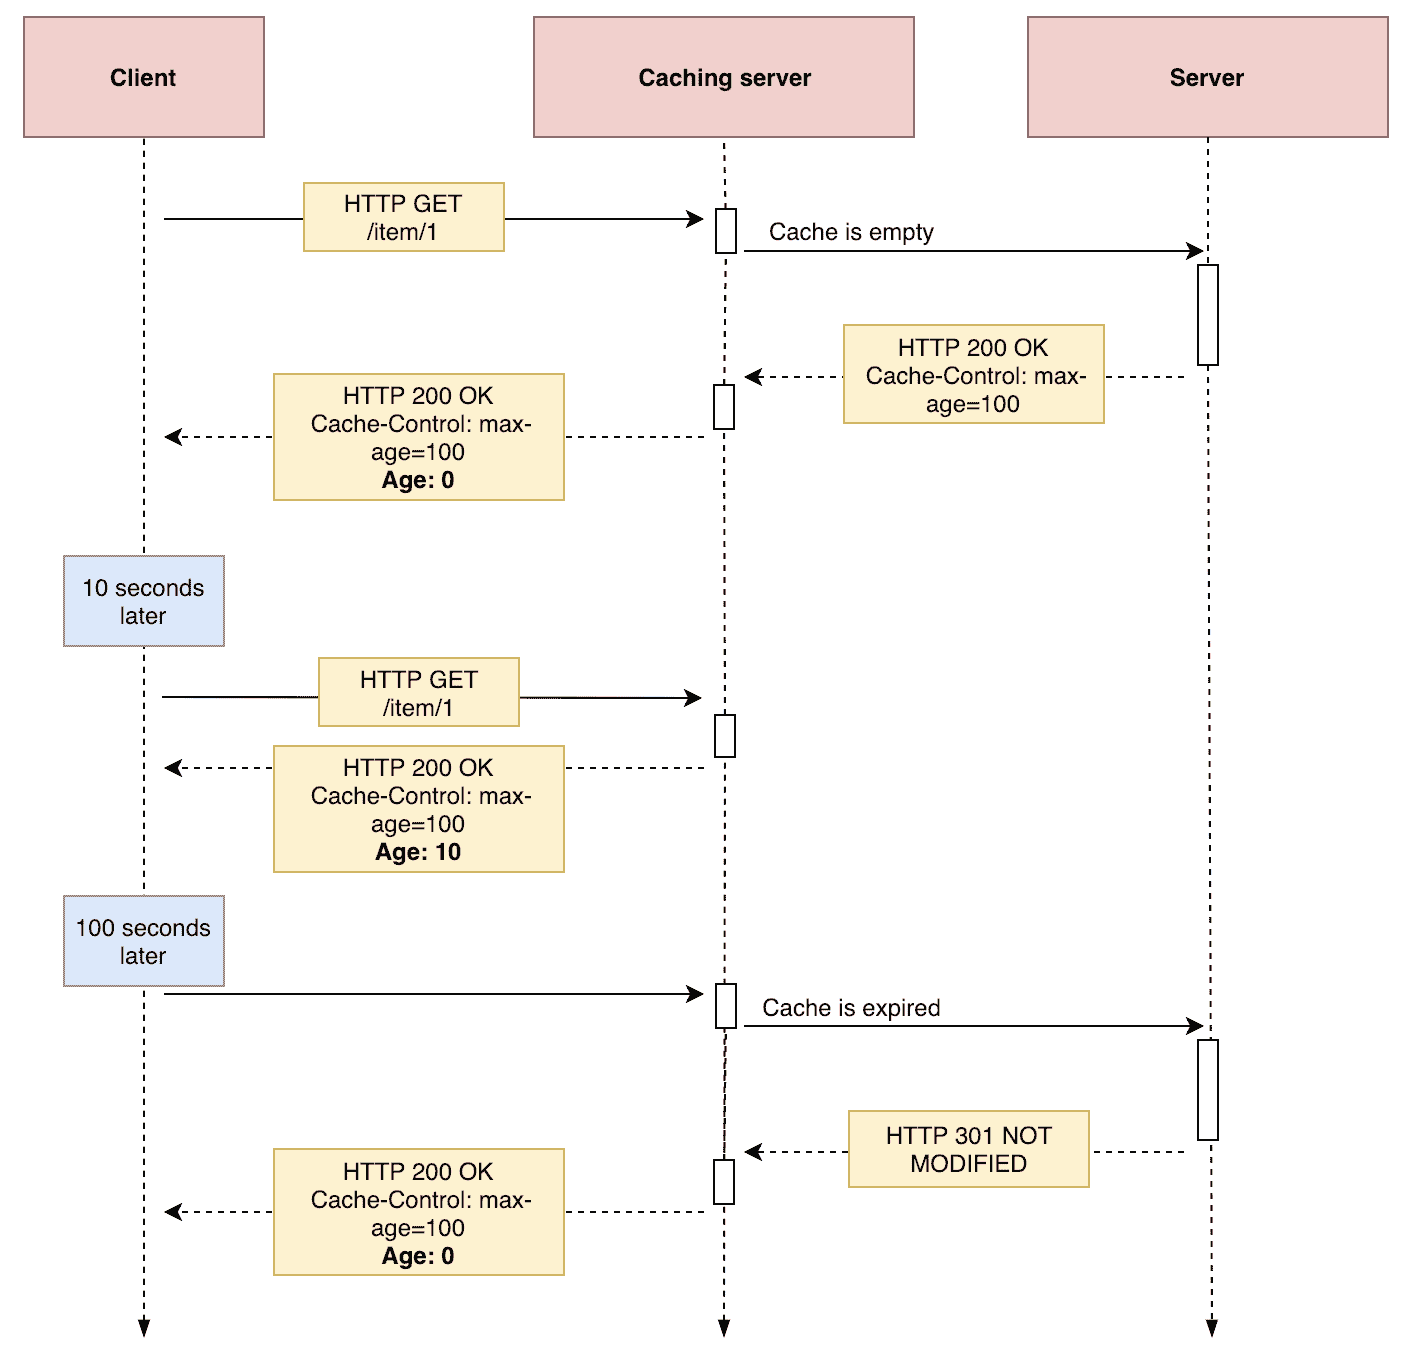 Client
Caching server
Server
HTTP GET
/item/1
Cache is empty
HTTP 200 OK
Cache-Control: max-
age=100
HTTP 200 OK
Cache-Control: max-
age=100
Age: 0
10 seconds
later
HTTP GET
/item/1
HTTP 200 OK
Cache-Control: max-
age=100
Age: 10
100 seconds
later
Cache is expired
HTTP 301 NOT
MODIFIED
HTTP 200 OK
Cache-Control: max-
age=100
Age: 0